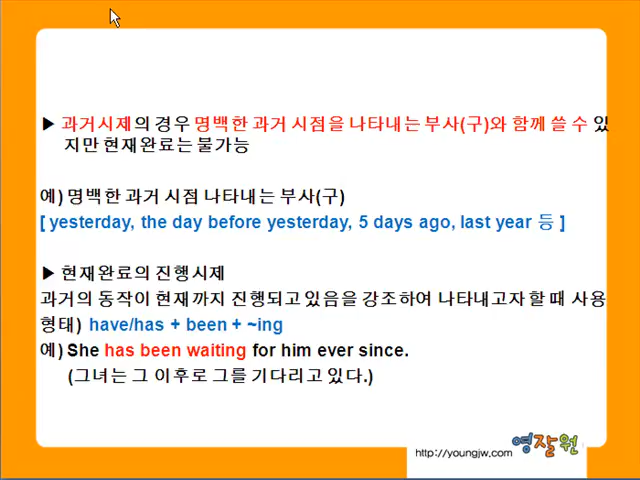 ▶ 과거시제의 경우 명백한 과거 시점을 나타내는 부사(구)와 함께 쓸 수 있
지만 현재완료는 불가능
예) 명백한 과거 시점 나타내는 부사(구)
[ yesterday, the day before yesterday, 5 days ago, last year 등 ]
▶ 현재완료의 진행시제
과거의 동작이 현재까지 진행되고 있음을 강조하여 나타내고자 할 때 사용
형태) have/has + been + ~ing
예) She has been waiting for him ever since.
(그녀는 그 이후로 그를 기다리고 있다.)
http://youngjw.com 영잘원